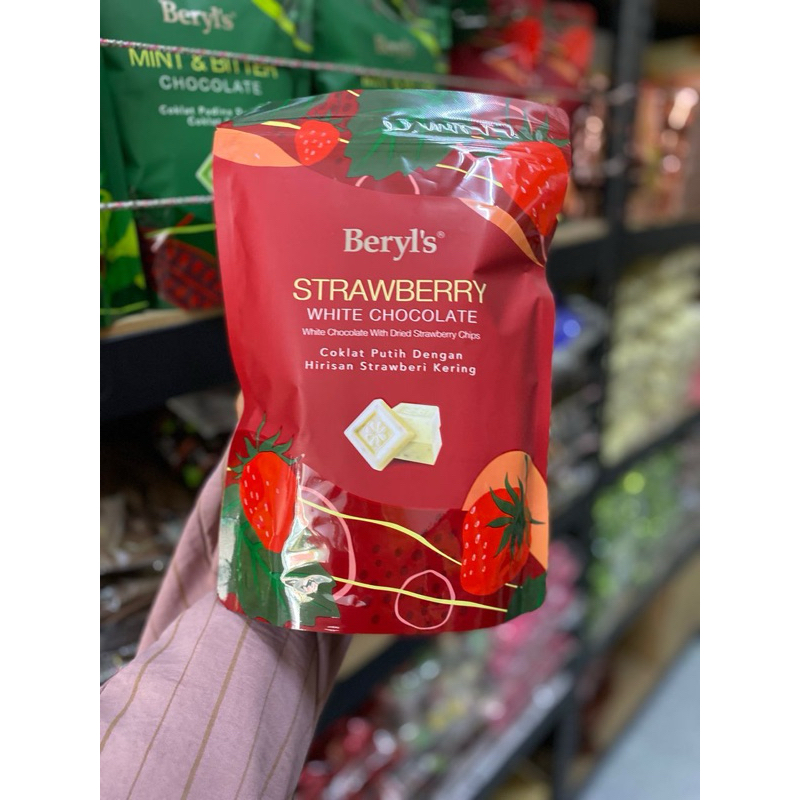 Beryl's
MINT & BITTER
CHOCOLATE
Beryl's
Beryl's®
STRAWBERRY
WHITE CHOCOLATE
White Chocolate With Dried Strawberry Chips
Coklat Putih Dengan
Hirisan Strawberi Kering